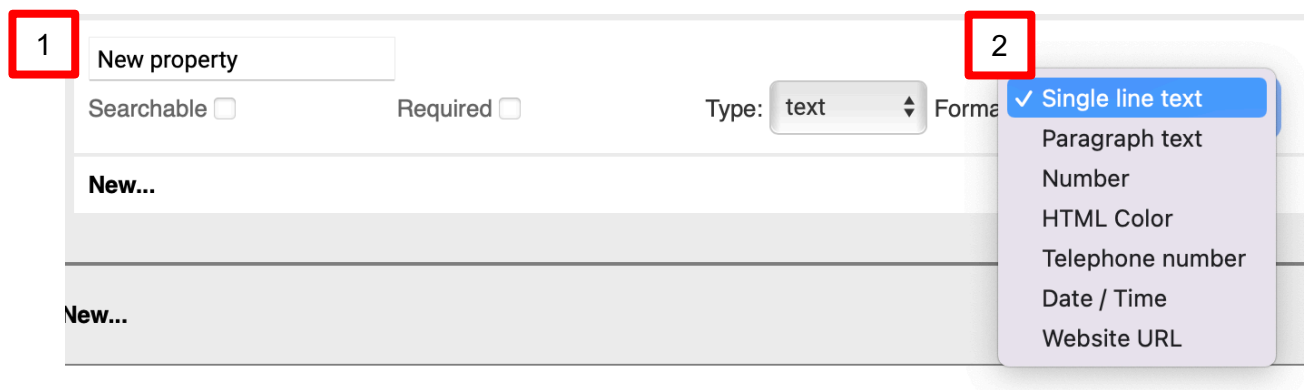 1
2
New property
✓ Single line text
Searchable Required Type: text Forma
Paragraph text
Number
New...
HTML Color
Telephone number
Date / Time
New...
Website URL